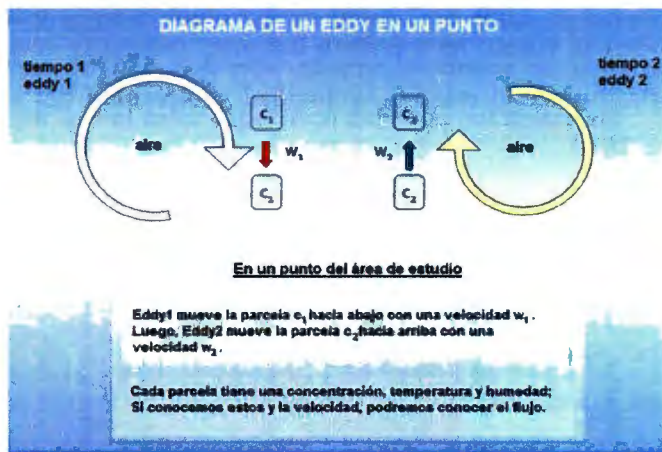 DIAGRAMA DE UN EDDY EN UN PUNTO
tiempo 1
eddy 1
tiempo 2
eddy 2
aire
c₁
w₁
w₂
c₂
aire
En un punto del área de estudio
Eddy1 mueve la parcela c₁ hacia abajo con una velocidad w₁ .
Luego, Eddy2 mueve la parcela c₂ hacia arriba con una
velocidad w₂ .
Cada parcela tiene una concentración, temperatura y humedad;
Si conocemos estos y la velocidad, podremos conocer el flujo.